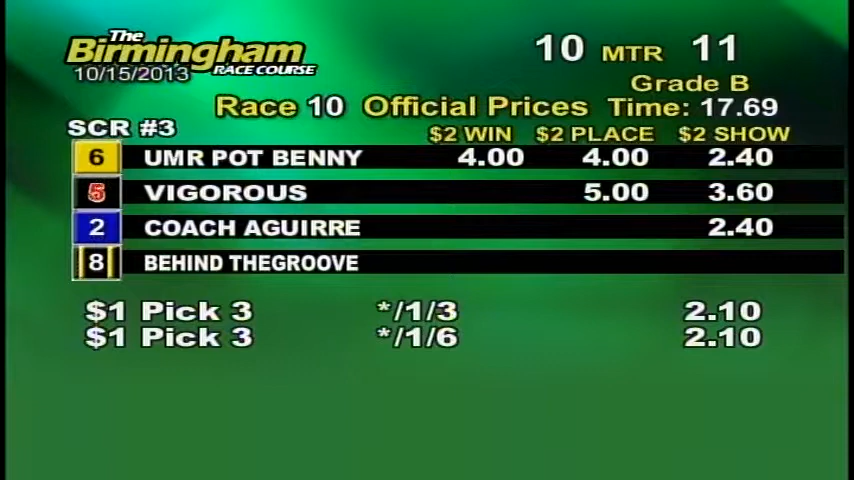 The
Birmingham
RACE COURSE
10/15/2013
10 MTR 11
Grade B
Race 10 Official Prices Time: 17.69
SCR #3
$2 WIN $2 PLACE $2 SHOW
6 UMR POT BENNY 4.00 4.00 2.40
5 VIGOROUS 5.00 3.60
2 COACH AGUIRRE 2.40
8 BEHIND THEGROOVE
$1 Pick 3 */1/3 2.10
$1 Pick 3 */1/6 2.10